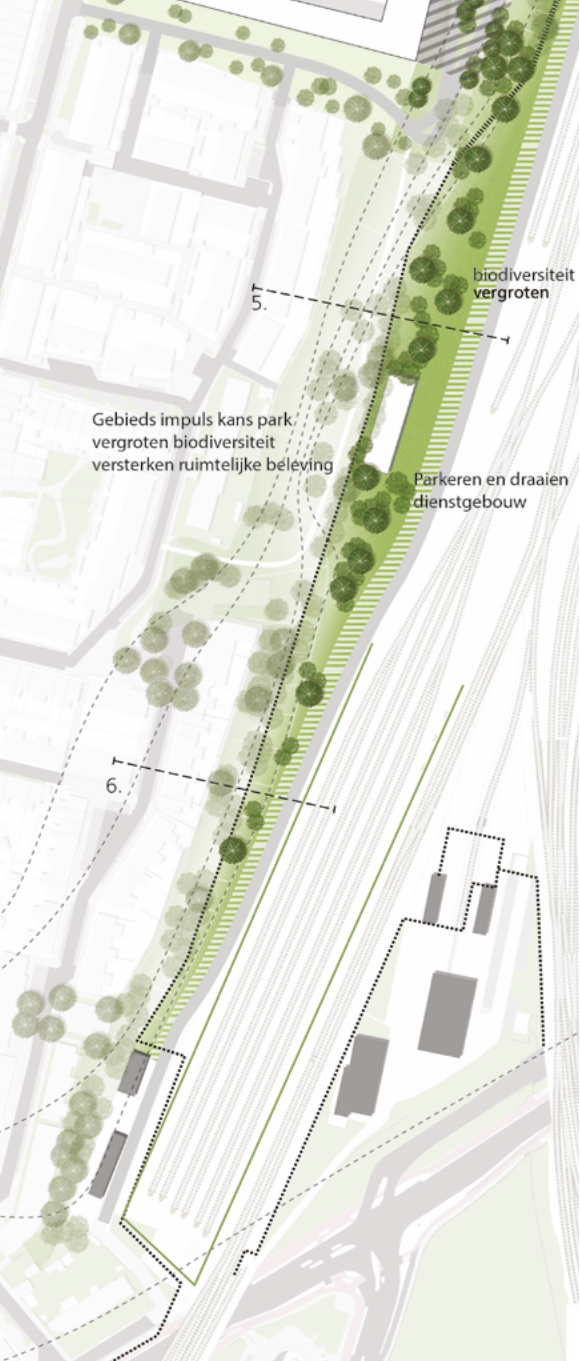 biodiversiteit
vergroten
5.
Gebieds impuls kans park
vergroten biodiversiteit
versterken ruimtelijke beleving
Parkeren en draaien
dienstgebouw
6.